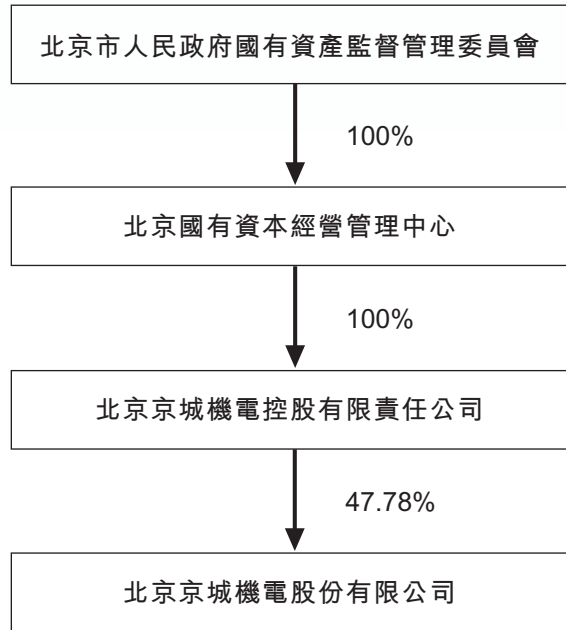 北京市人民政府國有資產監督管理委員會
100%
北京國有資本經營管理中心
100%
北京京城機電控股有限責任公司
47.78%
北京京城機電股份有限公司